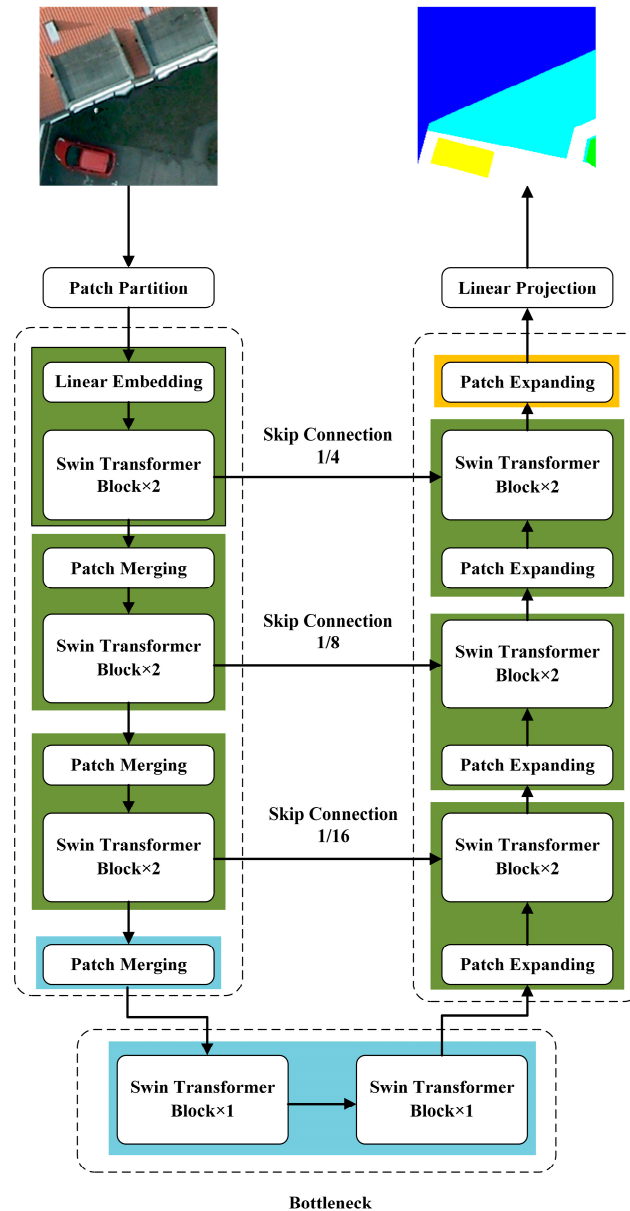 Patch Partition
Linear Projection
Linear Embedding
Patch Expanding
Swin Transformer
Block×2
Skip Connection
1/4
Swin Transformer
Block×2
Patch Merging
Patch Expanding
Swin Transformer
Block×2
Skip Connection
1/8
Swin Transformer
Block×2
Patch Merging
Patch Expanding
Swin Transformer
Block×2
Skip Connection
1/16
Swin Transformer
Block×2
Patch Merging
Patch Expanding
Swin Transformer
Block×1
Swin Transformer
Block×1
Bottleneck